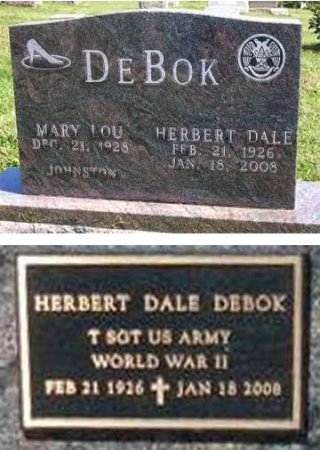 DEBOK
MARY LOU HERBERT DALE
DEC. 21, 1928 FEB. 21, 1926
JOHNSTON JAN. 18, 2008
HERBERT DALE DEBOK
T SGT US ARMY
WORLD WAR II
FEB 21 1926 JAN 18 2008